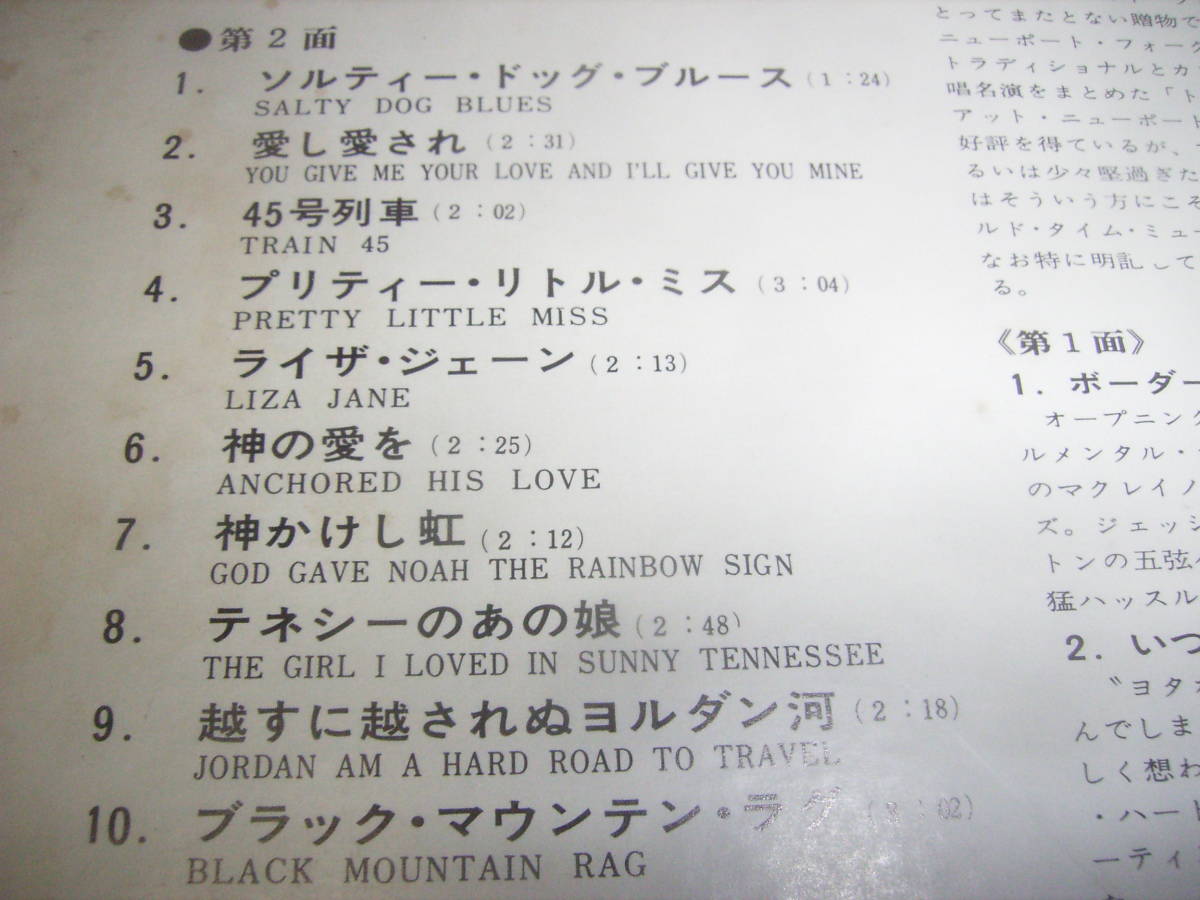 ●第2面
1. ソルティー・ドッグ・ブルース(1:24)
SALTY DOG BLUES
2. 愛し愛され(2:31)
YOU GIVE ME YOUR LOVE AND I'LL GIVE YOU MINE
3. 45号列車(2:02)
TRAIN 45
4. プリティー・リトル・ミス(3:04)
PRETTY LITTLE MISS
5. ライザ・ジェーン(2:13)
LIZA JANE
6. 神の愛を(2:25)
ANCHORED HIS LOVE
7. 神かけし虹(2:12)
GOD GAVE NOAH THE RAINBOW SIGN
8. テネシーのあの娘(2:48)
THE GIRL I LOVED IN SUNNY TENNESSEE
9. 越すに越されぬヨルダン河(2:18)
JORDAN AM A HARD ROAD TO TRAVEL
10. ブラック・マウンテン・ラグ(3:02)
BLACK MOUNTAIN RAG
とってまたとない贈物で
ニューポート・フォーク
トラディショナルとカ
唱名演をまとめた「ト
アット・ニューポート
好評を得ているが、
るいは少々堅過ぎた
はそういう方にこそ
ルド・タイム・ミュー
なお特に明記して
る。
《第1面》
1. ボーダー
オープニング
ルメンタル・
のマクレイノ
ズ。ジェッシ
トンの五弦
猛ハッスル
2. いつ
〝ヨタ
んでしま
しく想わ
・ハート
ーティ